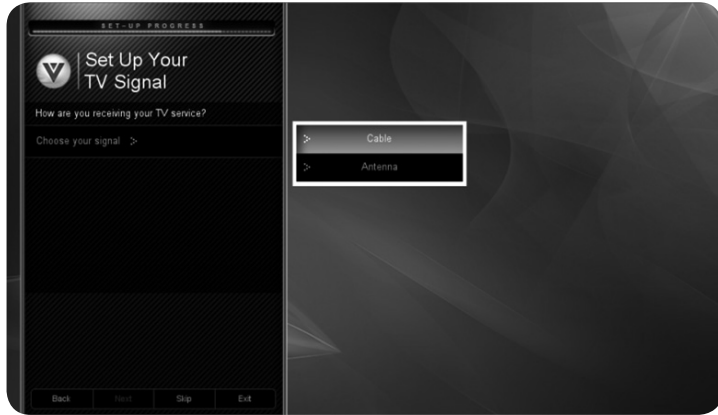 SET-UP PROGRESS
Set Up Your
TV Signal
How are you receiving your TV service?
Choose your signal :>
:> Cable
:> Antenna
Back Next Skip Exit